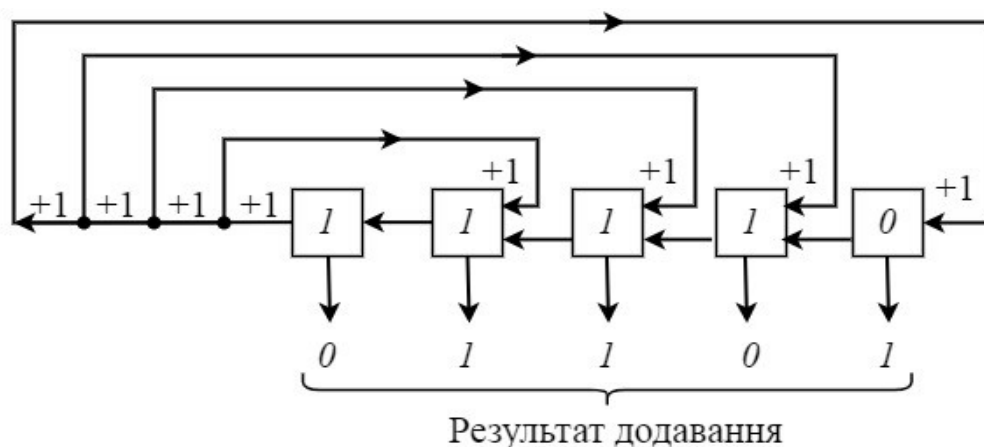 +1 +1 +1 +1 +1 +1 +1 +1
1 1 1 1 0
0 1 1 0 1
Результат додавання